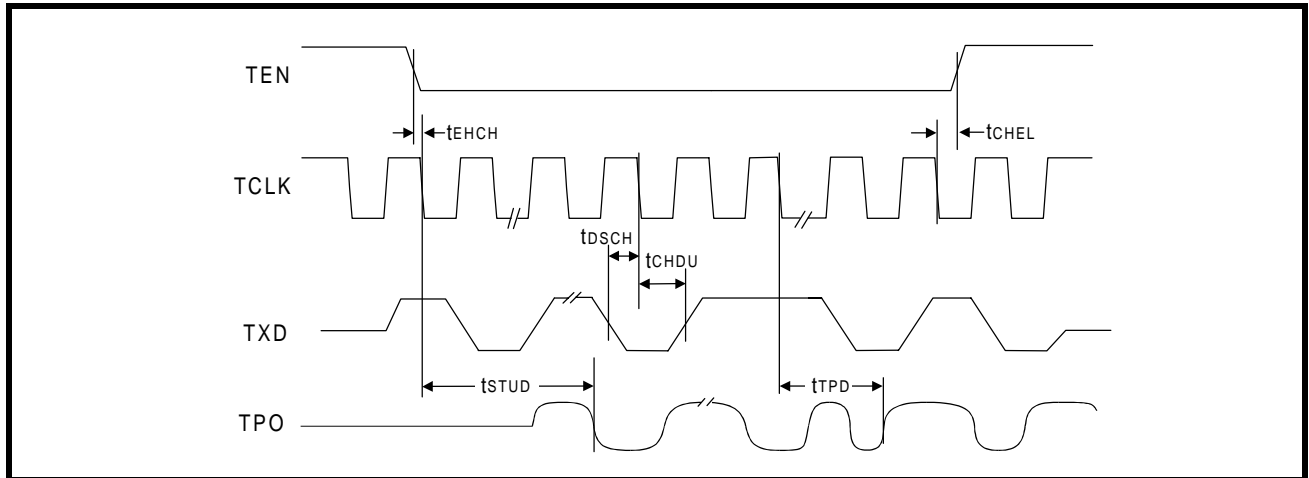 TEN
tEHCH
tCHEL
TCLK
tDSCH
tCHDU
TXD
tSTUD
tTPD
TPO